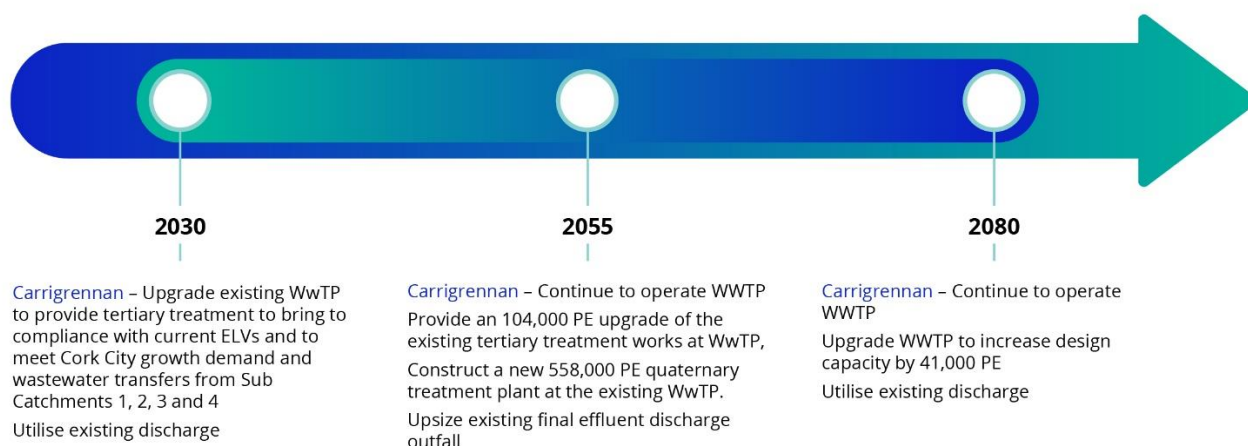 2030
Carrigrennan – Upgrade existing WwTP
to provide tertiary treatment to bring to
compliance with current ELVs and to
meet Cork City growth demand and
wastewater transfers from Sub
Catchments 1, 2, 3 and 4
Utilise existing discharge
2055
Carrigrennan – Continue to operate WWTP
Provide an 104,000 PE upgrade of the
existing tertiary treatment works at WwTP,
Construct a new 558,000 PE quaternary
treatment plant at the existing WwTP.
Upsize existing final effluent discharge
outfall
2080
Carrigrennan – Continue to operate
WWTP
Upgrade WWTP to increase design
capacity by 41,000 PE
Utilise existing discharge